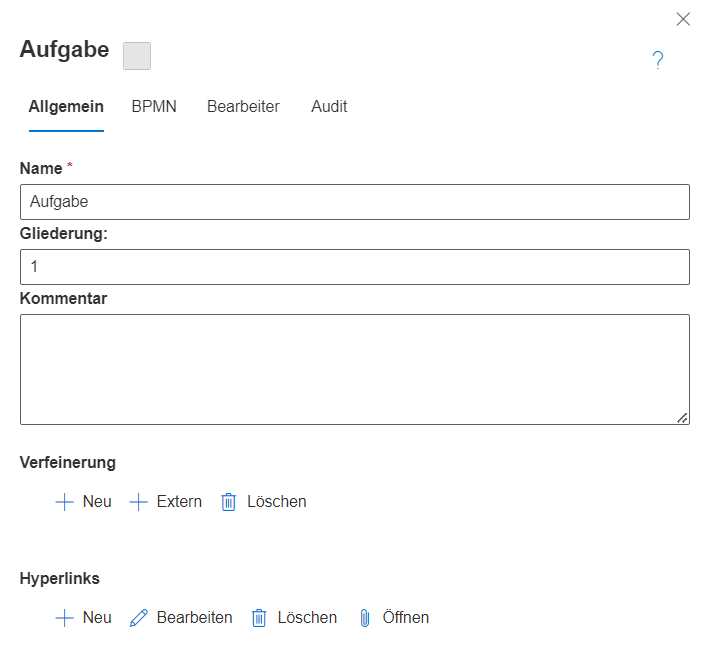 Aufgabe
?
Allgemein BPMN Bearbeiter Audit
Name *
Aufgabe
Gliederung:
1
Kommentar
Verfeinerung
Neu Extern Löschen
Hyperlinks
Neu Bearbeiten Löschen Öffnen